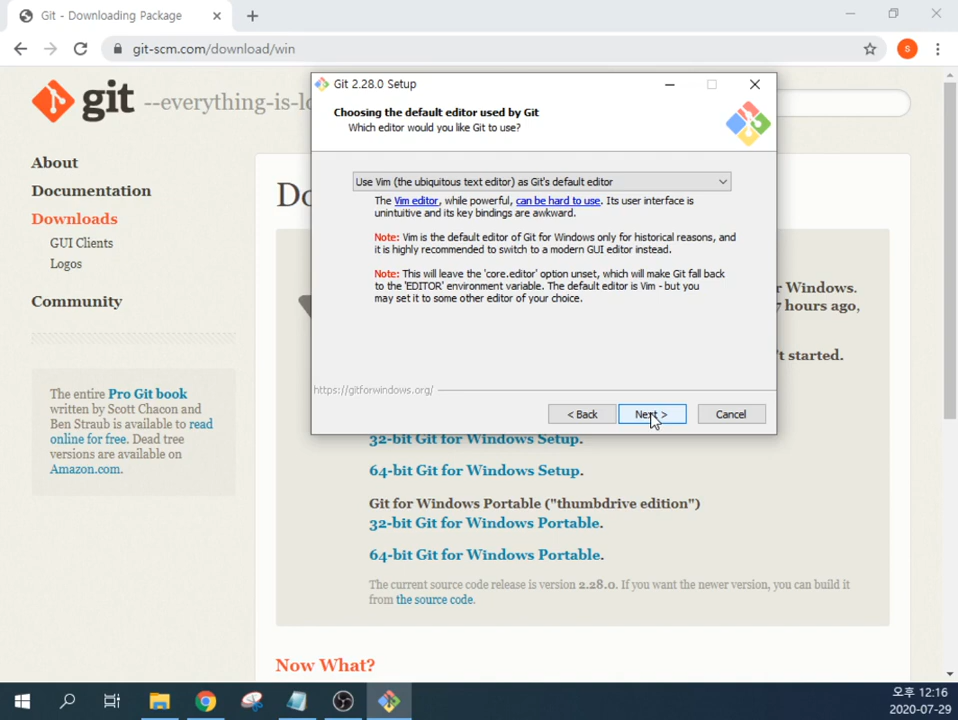 Git - Downloading Package
git-scm.com/download/win
S
git --everything-is-lo
Git 2.28.0 Setup
Choosing the default editor used by Git
Which editor would you like Git to use?
Use Vim (the ubiquitous text editor) as Git's default editor
The Vim editor, while powerful, can be hard to use. Its user interface is
unintuitive and its key bindings are awkward.
Note: Vim is the default editor of Git for Windows only for historical reasons, and
it is highly recommended to switch to a modern GUI editor instead.
Note: This will leave the 'core.editor' option unset, which will make Git fall back
to the 'EDITOR' environment variable. The default editor is Vim - but you
may set it to some other editor of your choice.
https://gitforwindows.org/
< Back
Next >
Cancel
About
Documentation
Downloads
GUI Clients
Logos
Community
The entire Pro Git book
written by Scott Chacon and
Ben Straub is available to read
online for free. Dead tree
versions are available on
Amazon.com.
Do
r Windows.
7 hours ago,
't started.
32-bit Git for Windows Setup.
64-bit Git for Windows Setup.
Git for Windows Portable ("thumbdrive edition")
32-bit Git for Windows Portable.
64-bit Git for Windows Portable.
The current source code release is version 2.28.0. If you want the newer version, you can build it
from the source code.
Now What?
오후 12:16
2020-07-29